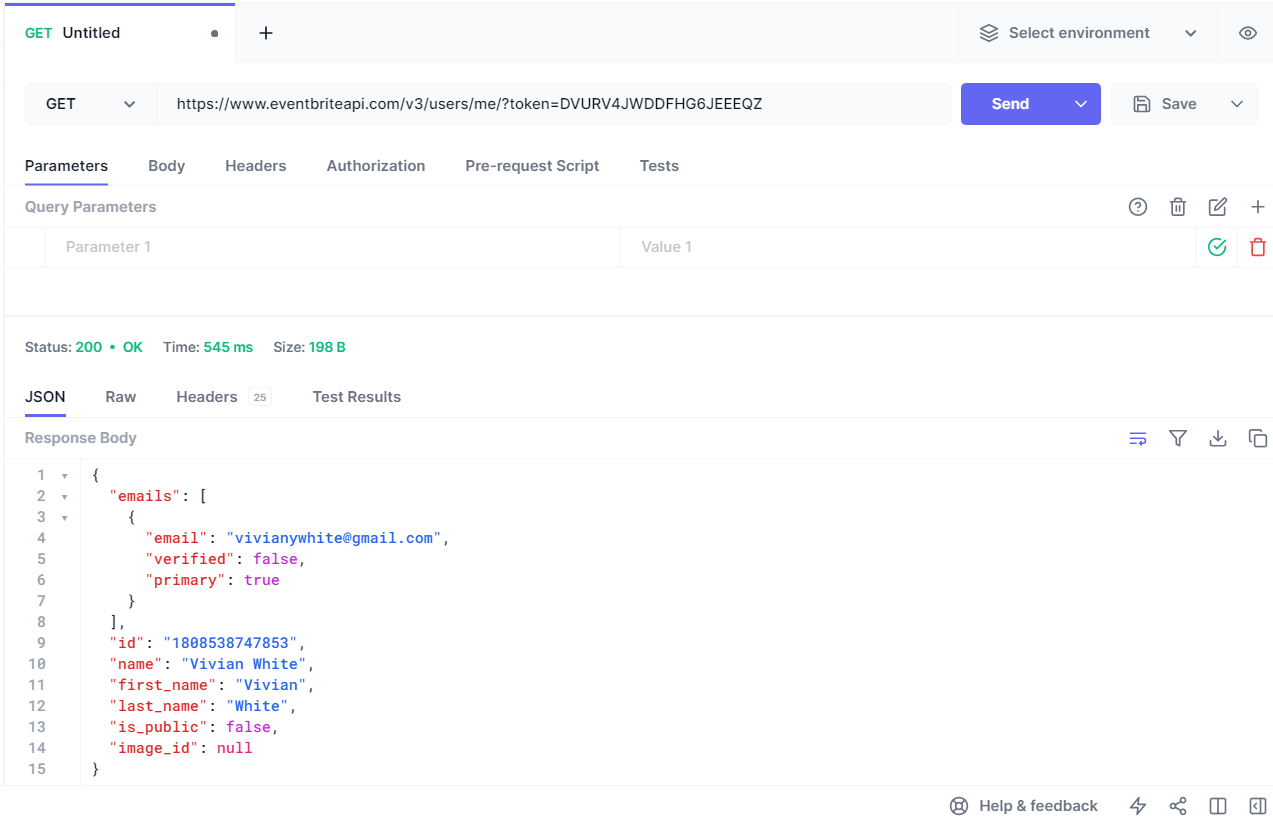 GET Untitled
Select environment
GET
https://www.eventbriteapi.com/v3/users/me/?token=DVURV4JWDDFHG6JEEEQZ
Send
Save
Parameters Body Headers Authorization Pre-request Script Tests
Query Parameters
Parameter 1 Value 1
Status: 200 • OK Time: 545 ms Size: 198 B
JSON Raw Headers 25 Test Results
Response Body
1 {
2 "emails": [
3 {
4 "email": "vivianywhite@gmail.com",
5 "verified": false,
6 "primary": true
7 }
8 ],
9 "id": "1808538747853",
10 "name": "Vivian White",
11 "first_name": "Vivian",
12 "last_name": "White",
13 "is_public": false,
14 "image_id": null
15 }
Help & feedback